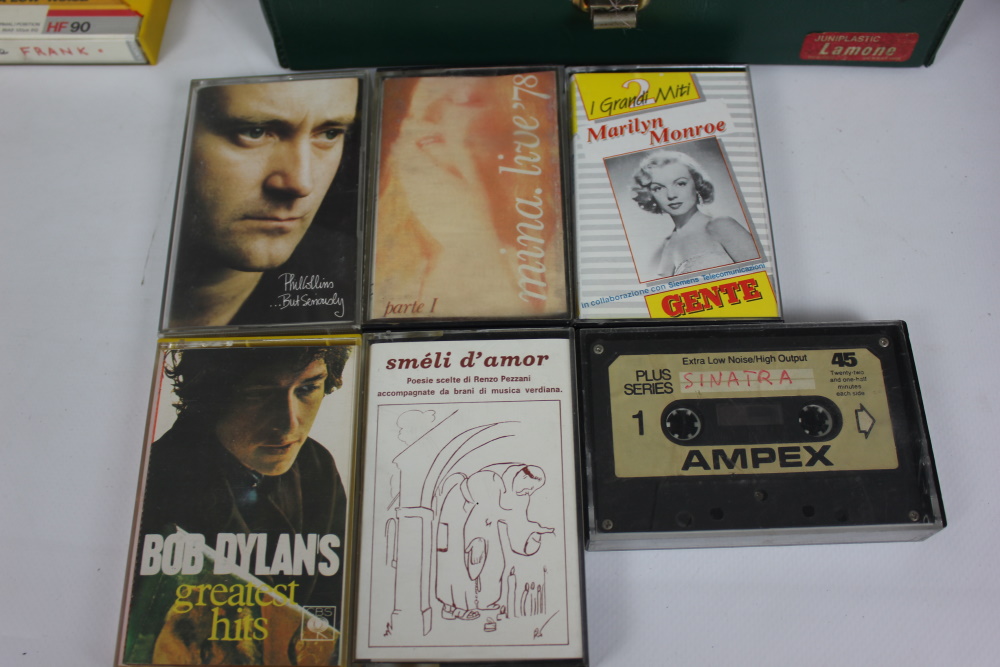 HF 90
FRANK.
JUNIPLASTIC
Lamone
Phil Collins
...But Seriously
mina. live '78
parte I
2
I Grandi Miti
Marilyn
Monroe
in collaborazione con Siemens Telecomunicazioni
GENTE
BOB DYLAN'S
greatest
hits
CBS
sméli d'amor
Poesie scelte di Renzo Pezzani
accompagnate da brani di musica verdiana.
Extra Low Noise/High Output
45
PLUS
SERIES
SINATRA
Twenty-two
and one-half
minutes
each side
1
AMPEX